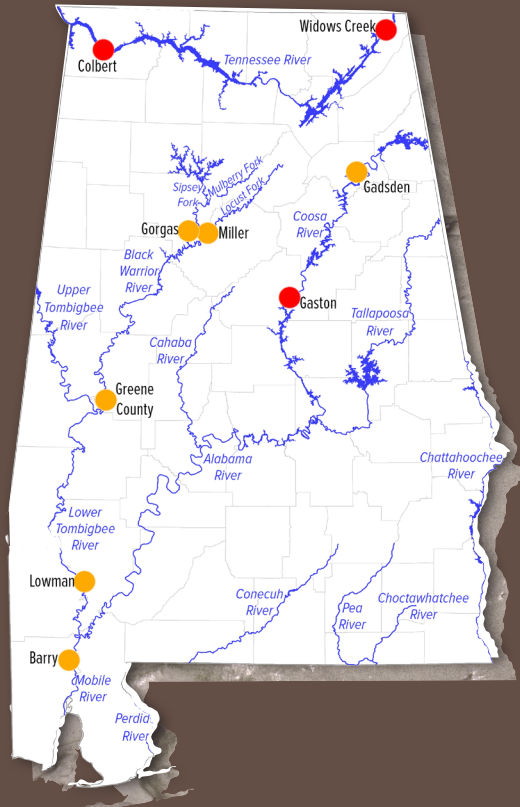 Widows Creek
Colbert
Tennessee River
Mulberry Fork
Sipsey
Fork
Locust Fork
Gadsden
Gorgas
Miller
Coosa
River
Black
Warrior
River
Upper
Tombigbee
River
Gaston
Tallapoosa
River
Cahaba
River
Greene
County
Alabama
River
Chattahoochee
River
Lower
Tombigbee
River
Lowman
Conecuh
River
Pea
River
Choctawhatchee
River
Barry
Mobile
River
Perdid
River